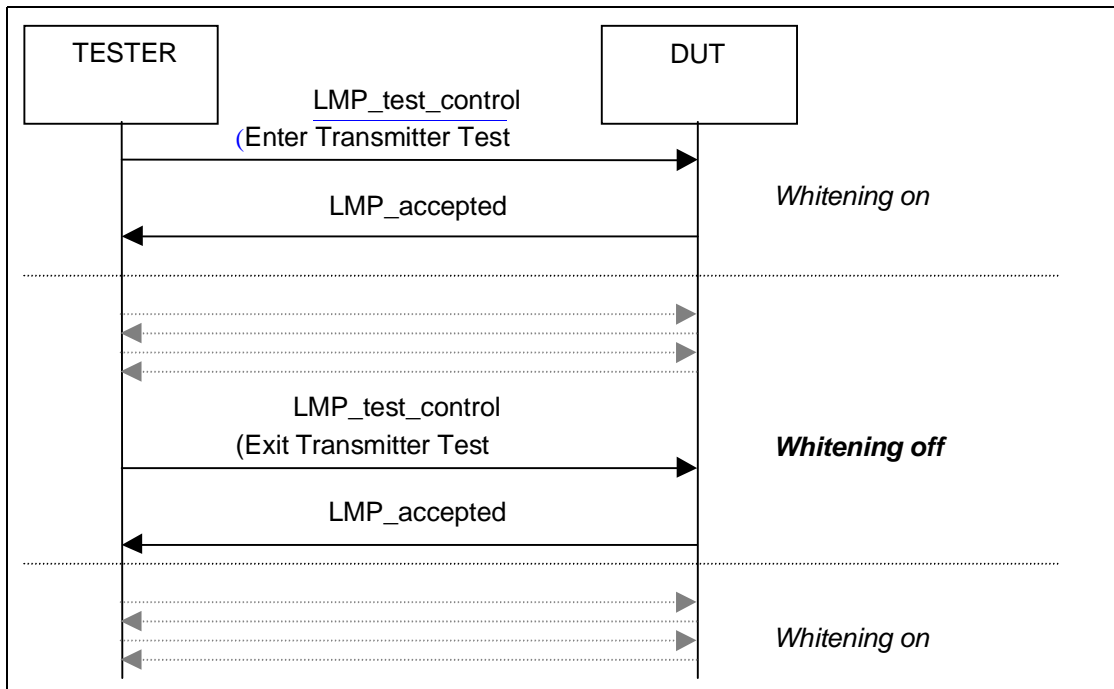 TESTER
DUT
LMP_test_control
(Enter Transmitter Test
LMP_accepted
Whitening on
LMP_test_control
(Exit Transmitter Test
Whitening off
LMP_accepted
Whitening on